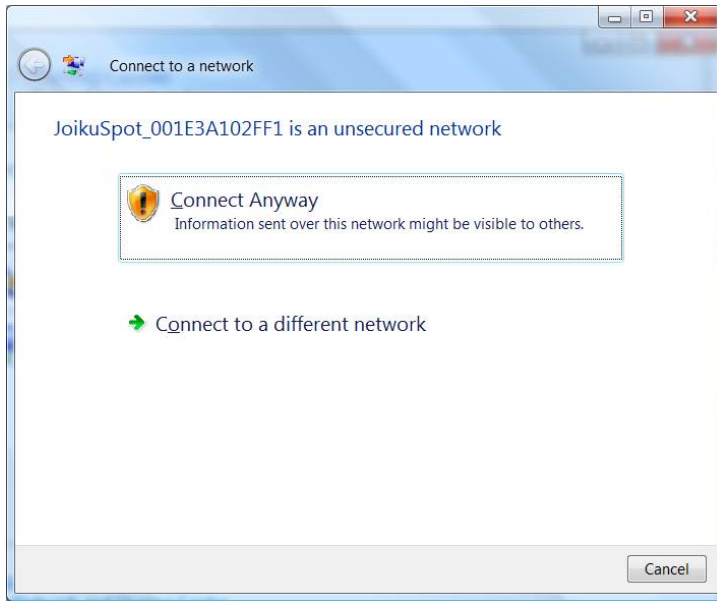 Connect to a network
JoikuSpot_001E3A102FF1 is an unsecured network
Connect Anyway
Information sent over this network might be visible to others.
Connect to a different network
Cancel